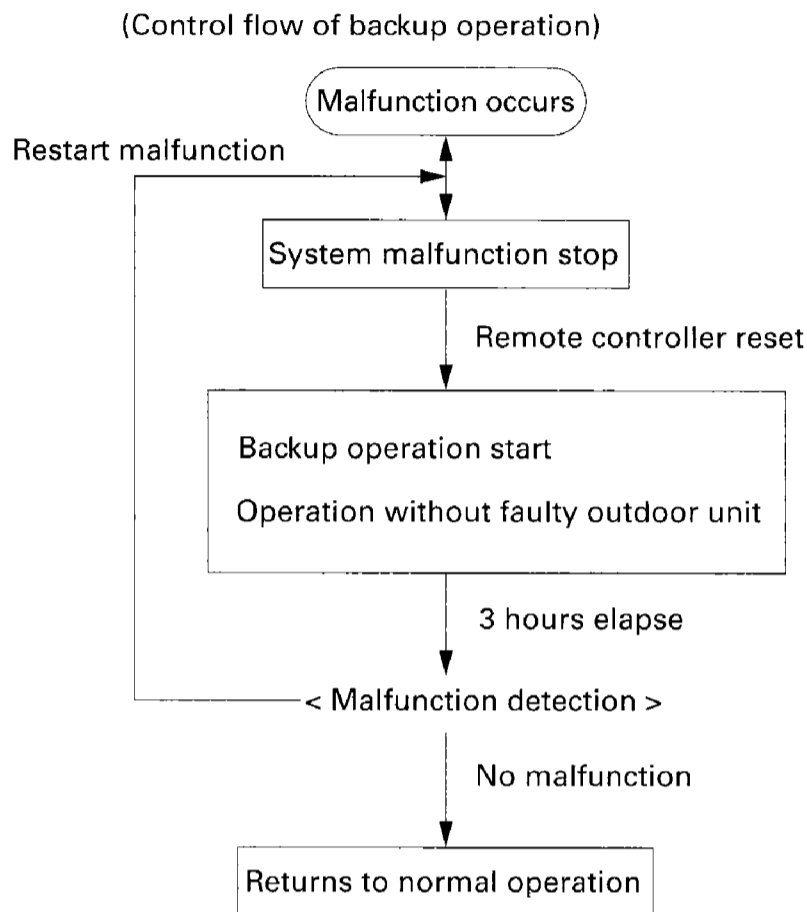 (Control flow of backup operation)
Malfunction occurs
Restart malfunction
System malfunction stop
Remote controller reset
Backup operation start
Operation without faulty outdoor unit
3 hours elapse
< Malfunction detection >
No malfunction
Returns to normal operation